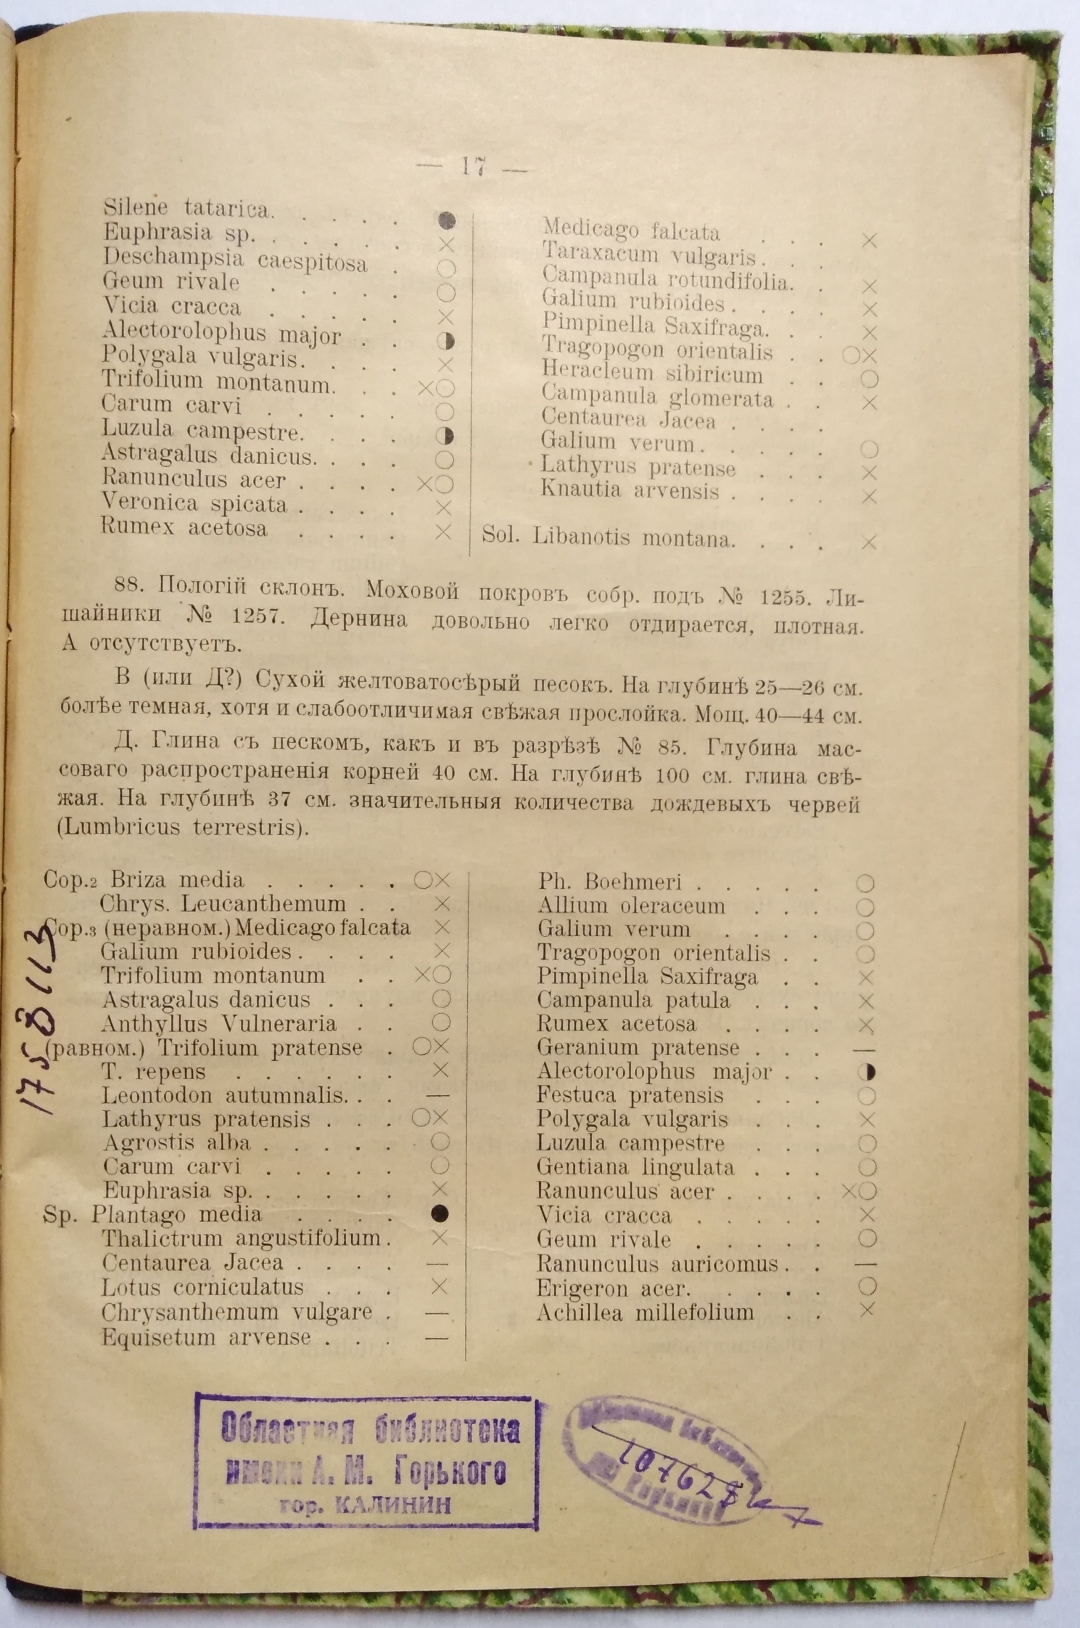 — 17 —
Silene tatarica. . . . . ●
Euphrasia sp. . . . . . ×
Deschampsia caespitosa . ○
Geum rivale . . . . ○
Vicia cracca . . . . . ×
Alectorolophus major . . ◑
Polygala vulgaris. . . . ×
Trifolium montanum. . . ×○
Carum carvi . . . . . ○
Luzula campestre. . . . ◑
Astragalus danicus. . . . ○
Ranunculus acer . . . . ×○
Veronica spicata . . . . ×
Rumex acetosa . . . . ×
Medicago falcata . . . ×
Taraxacum vulgaris. . .
Campanula rotundifolia. . ×
Galium rubioides . . . . ×
Pimpinella Saxifraga. . . ×
Tragopogon orientalis . . ○×
Heracleum sibiricum . . ○
Campanula glomerata . . ×
Centaurea Jacea . . . .
Galium verum . . . . . ○
Lathyrus pratense . . . ×
Knautia arvensis . . . . ×
Sol. Libanotis montana. . . . ×
88. Пологій склонъ. Моховой покровъ собр. подъ № 1255. Ли-
шайники № 1257. Дернина довольно легко отдирается, плотная.
А отсутствуетъ.
В (или Д?) Сухой желтоватосѣрый песокъ. На глубинѣ 25—26 см.
болѣе темная, хотя и слабоотличимая свѣжая прослойка. Мощ. 40—44 см.
Д. Глина съ пескомъ, какъ и въ разрѣзѣ № 85. Глубина мас-
соваго распространенія корней 40 см. На глубинѣ 100 см. глина свѣ-
жая. На глубинѣ 37 см. значительныя количества дождевыхъ червей
(Lumbricus terrestris).
Cop.2 Briza media . . . . . ○×
Chrys. Leucanthemum . . ×
Cop.3 (неравном.) Medicago falcata ×
Galium rubioides . . . . ×
Trifolium montanum . . ×○
Astragalus danicus . . . ○
Anthyllus Vulneraria . . ○
(равном.) Trifolium pratense . ○×
T. repens . . . . . . ×
Leontodon autumnalis. . . —
Lathyrus pratensis . . . ○×
Agrostis alba . . . . . ○
Carum carvi . . . . . ○
Euphrasia sp. . . . . . ×
Sp. Plantago media . . . . ●
Thalictrum angustifolium . ×
Centaurea Jacea . . . . —
Lotus corniculatus . . . ×
Chrysanthemum vulgare . —
Equisetum arvense . . . —
Ph. Boehmeri . . . . . ○
Allium oleraceum . . . ○
Galium verum . . . . ○
Tragopogon orientalis . . ○
Pimpinella Saxifraga . . ×
Campanula patula . . . ×
Rumex acetosa . . . . ×
Geranium pratense . . . —
Alectorolophus major . . ◑
Festuca pratensis . . . ○
Polygala vulgaris . . . ×
Luzula campestre . . . ○
Gentiana lingulata . . . ○
Ranunculus acer . . . . ×○
Vicia cracca . . . . . ×
Geum rivale . . . . . ○
Ranunculus auricomus . . —
Erigeron acer. . . . . ○
Achillea millefolium . . ×
1758113
Областная библиотека
имени А. М. Горького
гор. КАЛИНИН